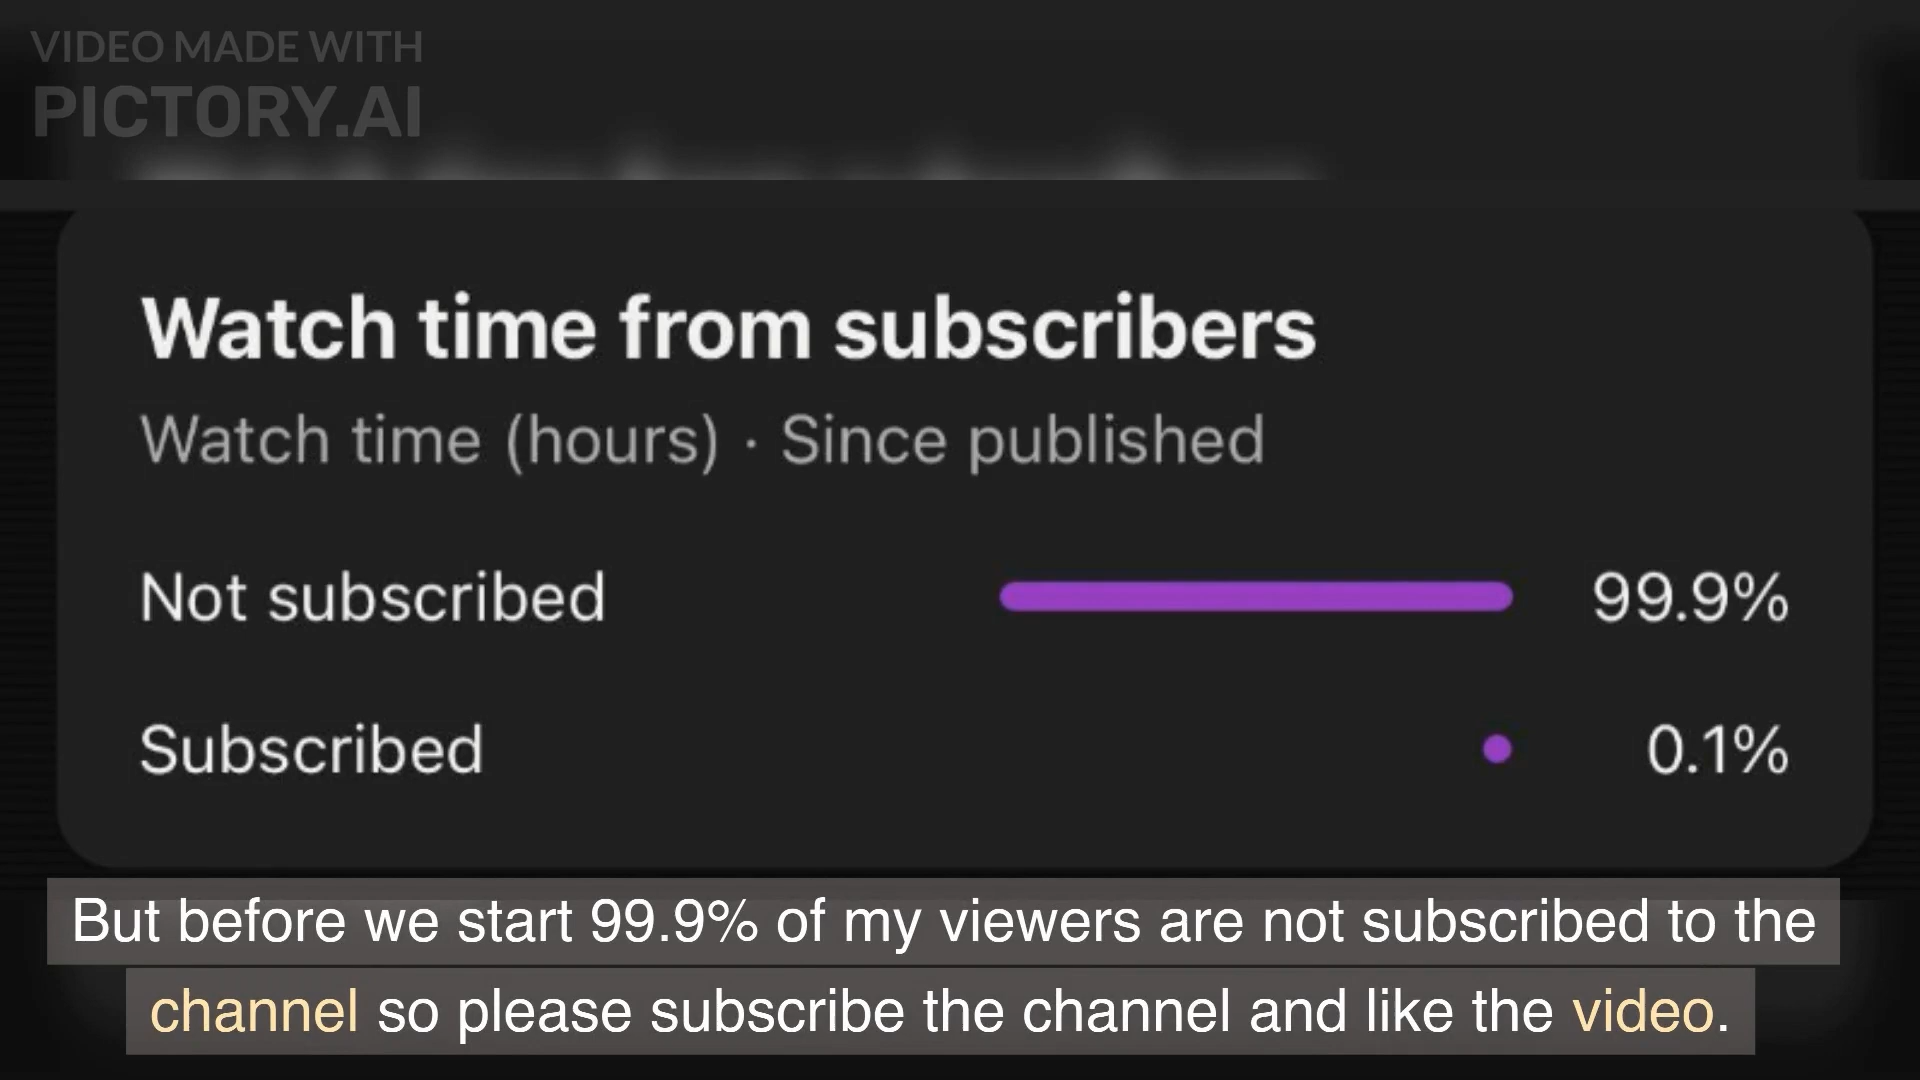 VIDEO MADE WITH
PICTORY.AI
Watch time from subscribers
Watch time (hours) · Since published
Not subscribed 99.9%
Subscribed 0.1%
But before we start 99.9% of my viewers are not subscribed to the
channel so please subscribe the channel and like the video.